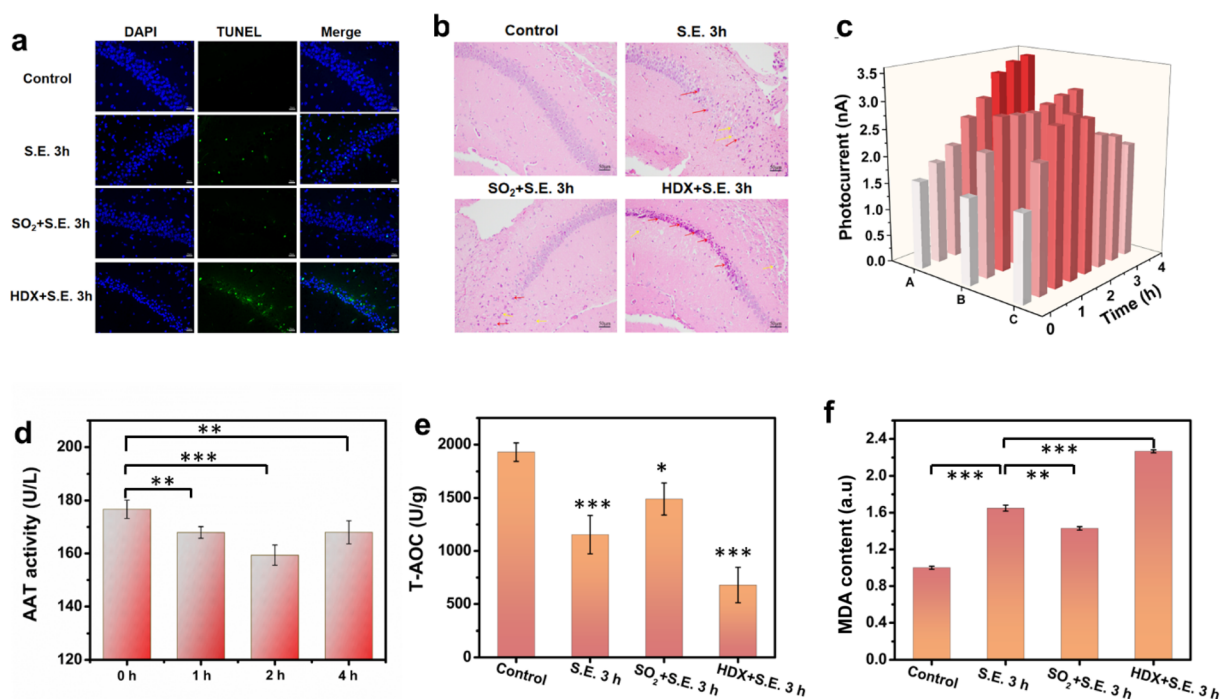 a
DAPI TUNEL Merge
Control
S.E. 3h
SO₂+S.E. 3h
HDX+S.E. 3h
b
Control S.E. 3h
SO₂+S.E. 3h HDX+S.E. 3h
c
Photocurrent (nA)
3.5
3.0
2.5
2.0
1.5
1.0
0.5
0.0
A
B
C
0 1 2 3 4
Time (h)
d
AAT activity (U/L)
210
200
180
160
140
120
**
***
**
0 h 1 h 2 h 4 h
e
T-AOC (U/g)
2000
1500
1000
500
0
***
*
***
Control S.E. 3 h SO₂+S.E. 3 h HDX+S.E. 3 h
f
MDA content (a.u)
2.4
2.0
1.6
1.2
0.8
0.4
0.0
***
***
**
Control S.E. 3 h SO₂+S.E. 3 h HDX+S.E. 3 h